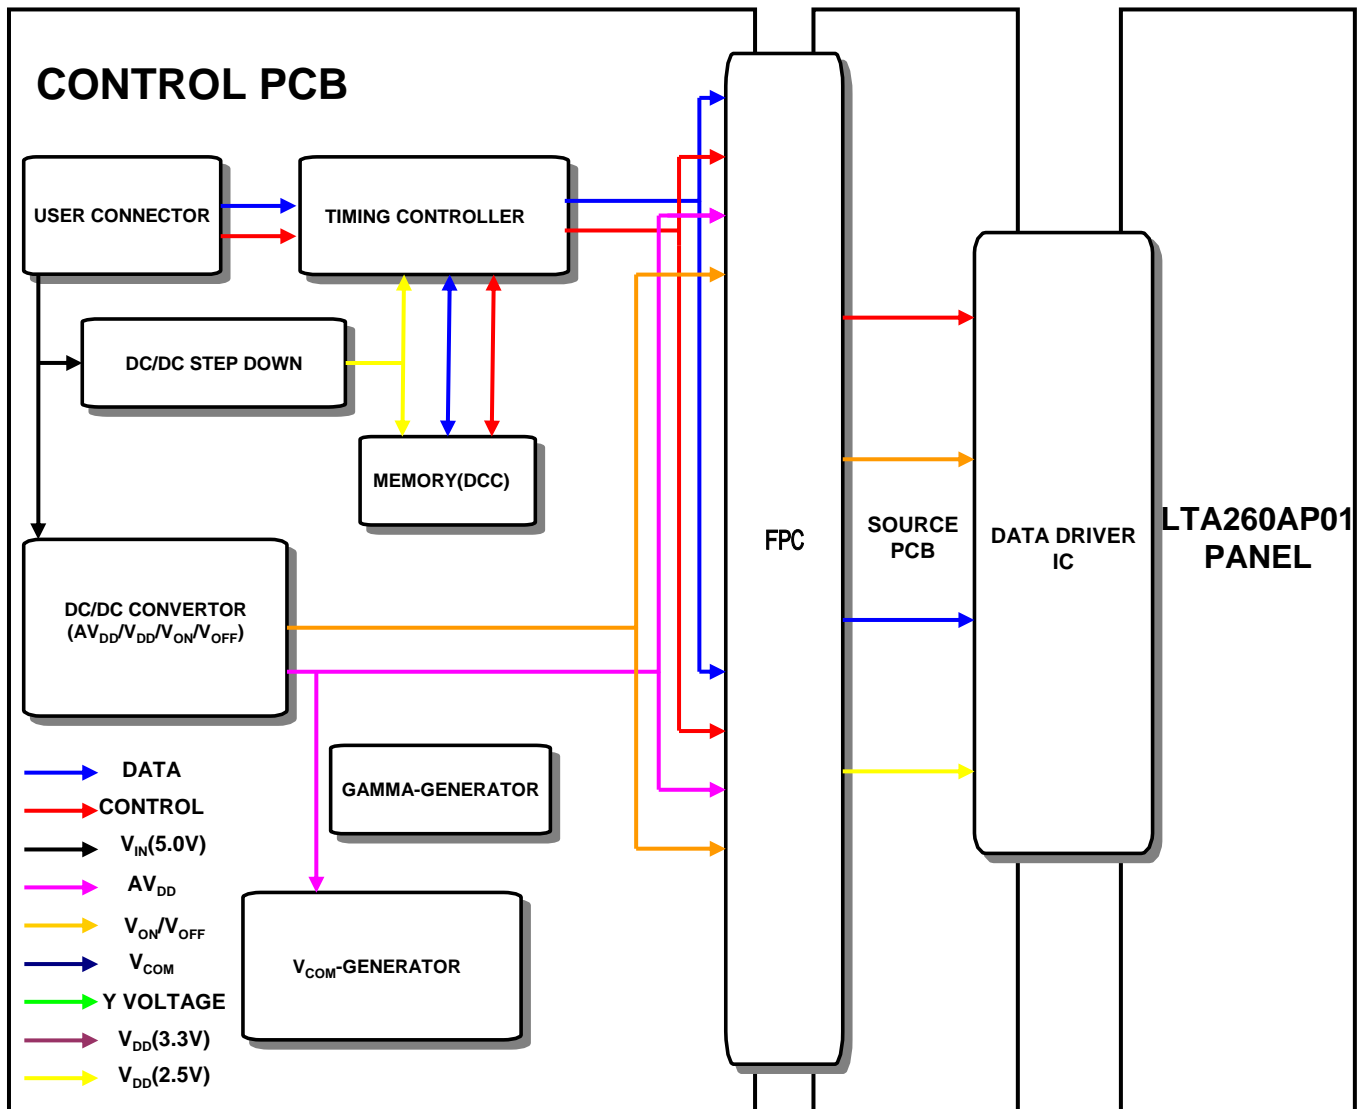 CONTROL PCB
USER CONNECTOR
TIMING CONTROLLER
DC/DC STEP DOWN
MEMORY(DCC)
FPC
SOURCE
PCB
DATA DRIVER
IC
LTA260AP01
PANEL
DC/DC CONVERTOR
(AVDD/VDD/VON/VOFF)
GAMMA-GENERATOR
VCOM-GENERATOR
DATA
CONTROL
VIN(5.0V)
AVDD
VON/VOFF
VCOM
Y VOLTAGE
VDD(3.3V)
VDD(2.5V)